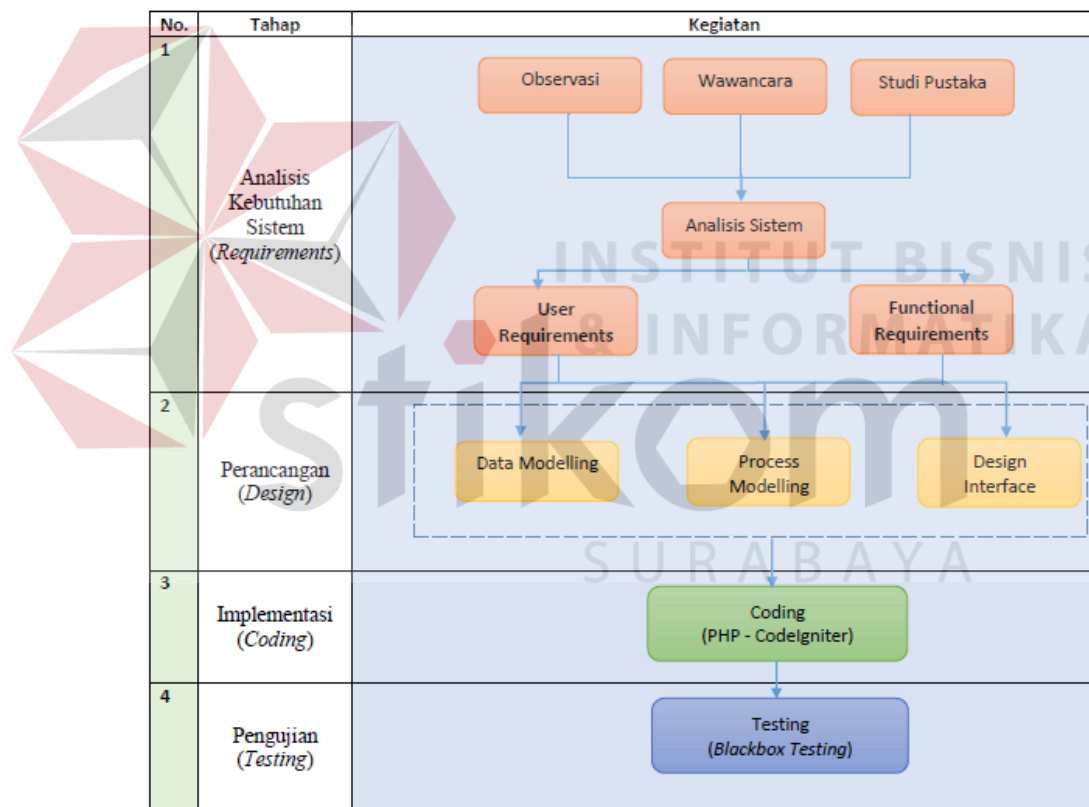 No. Tahap Kegiatan
1
Analisis
Kebutuhan
Sistem
(Requirements)
Observasi Wawancara Studi Pustaka
Analisis Sistem
User
Requirements
Functional
Requirements
2
Perancangan
(Design)
Data Modelling
Process
Modelling
Design
Interface
3
Implementasi
(Coding)
Coding
(PHP - CodeIgniter)
4
Pengujian
(Testing)
Testing
(Blackbox Testing)
INSTITUT BISNIS
& INFORMATIKA
stikom
SURABAYA